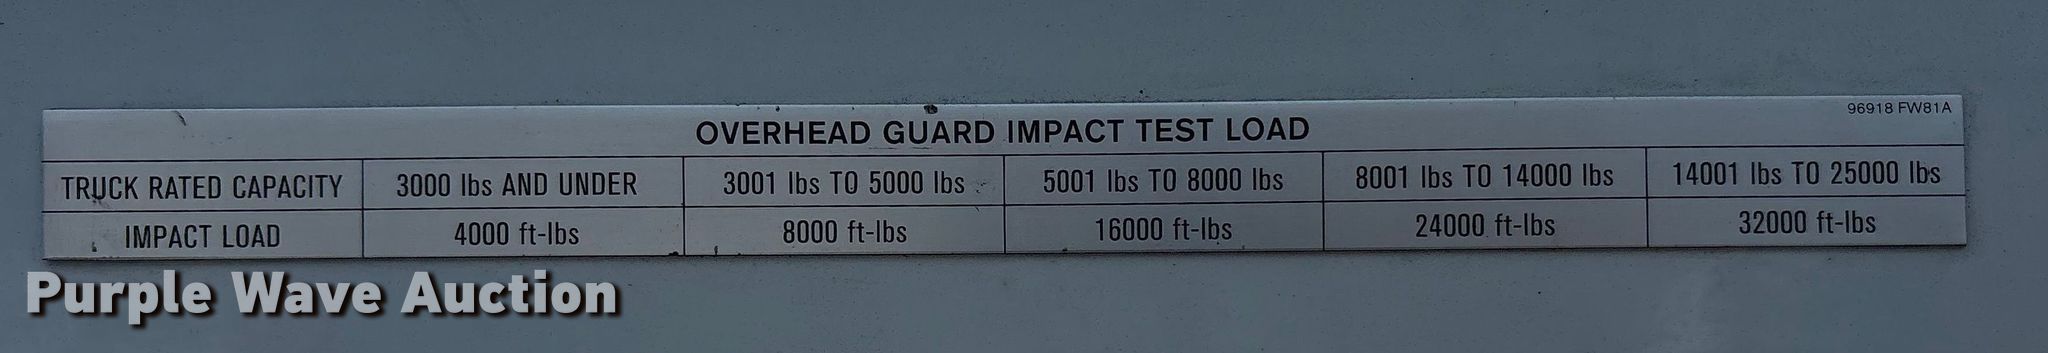 96918 FW81A
OVERHEAD GUARD IMPACT TEST LOAD
TRUCK RATED CAPACITY 3000 lbs AND UNDER 3001 lbs TO 5000 lbs 5001 lbs TO 8000 lbs 8001 lbs TO 14000 lbs 14001 lbs TO 25000 lbs
IMPACT LOAD 4000 ft-lbs 8000 ft-lbs 16000 ft-lbs 24000 ft-lbs 32000 ft-lbs
Purple Wave Auction